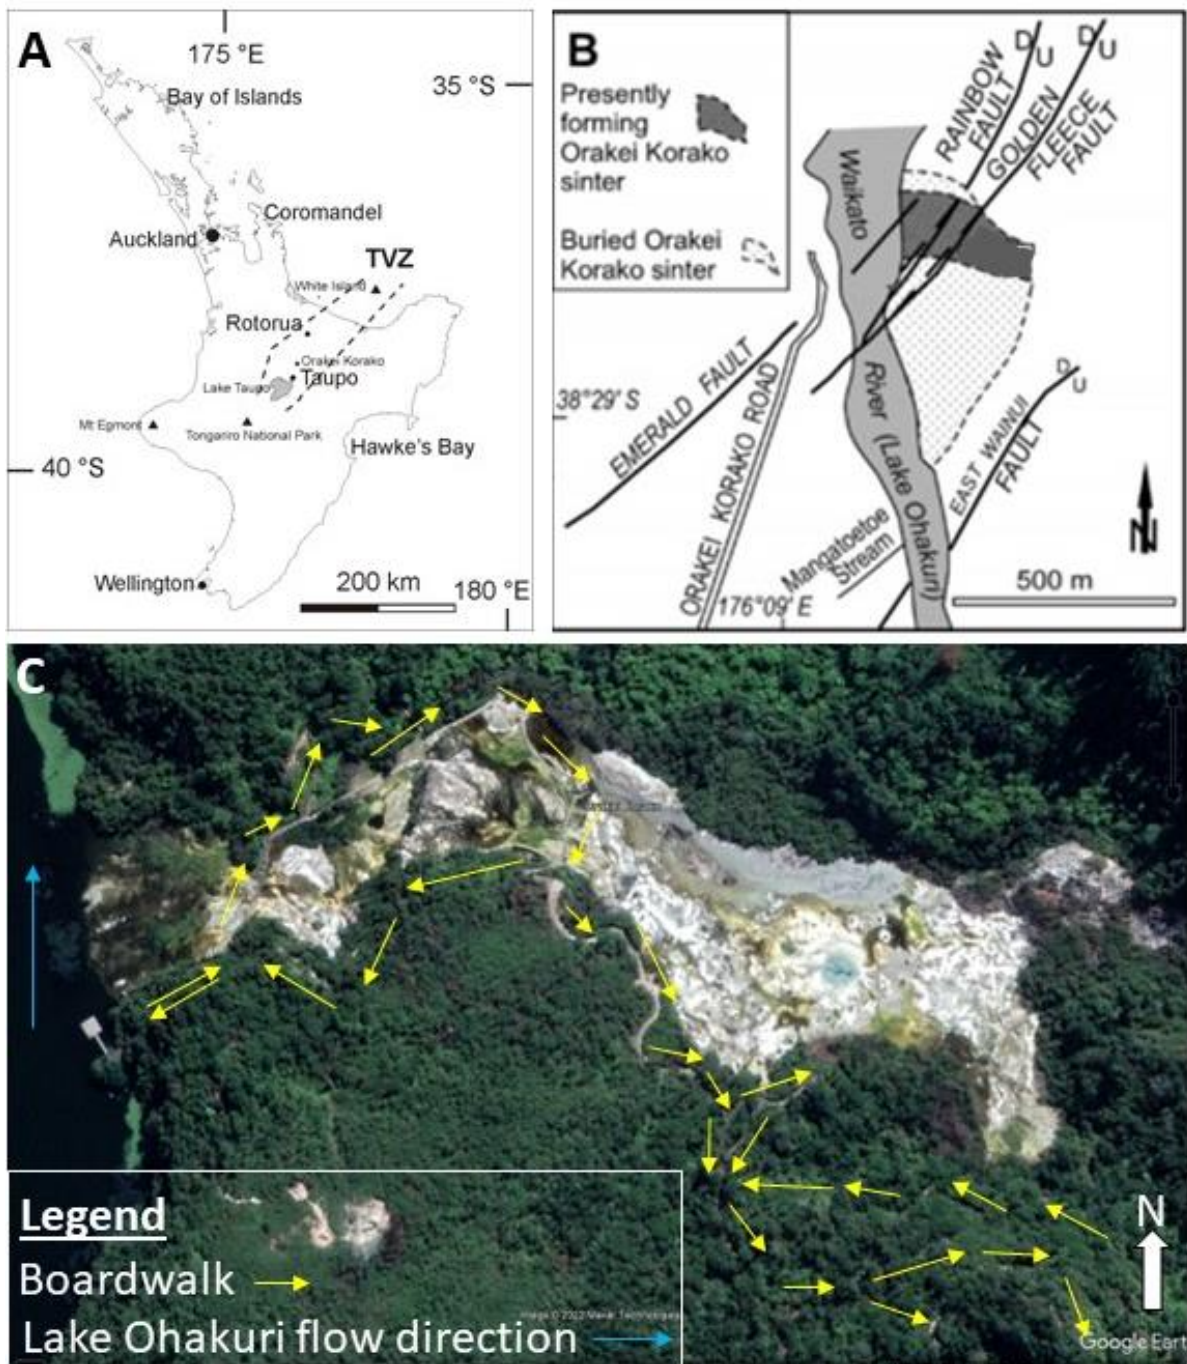 A
175 °E
35 °S
Bay of Islands
Coromandel
Auckland
TVZ
White Island
Rotorua
Orakei Korako
Taupo
Lake Taupo
Mt Egmont
Tongariro National Park
Hawke's Bay
40 °S
Wellington
200 km
180 °E
B
Presently
forming
Orakei Korako
sinter
Buried Orakei
Korako sinter
D
U
D
U
RAINBOW
FAULT
GOLDEN
FLEECE
FAULT
Waikato
River (Lake Ohakuri)
38°29′ S
EMERALD FAULT
ORAKEI KORAKO ROAD
D
U
EAST WAINUI
FAULT
Mangatoetoe
Stream
176°09′ E
N
500 m
C
N
Legend
Boardwalk
Lake Ohakuri flow direction
Google Eart